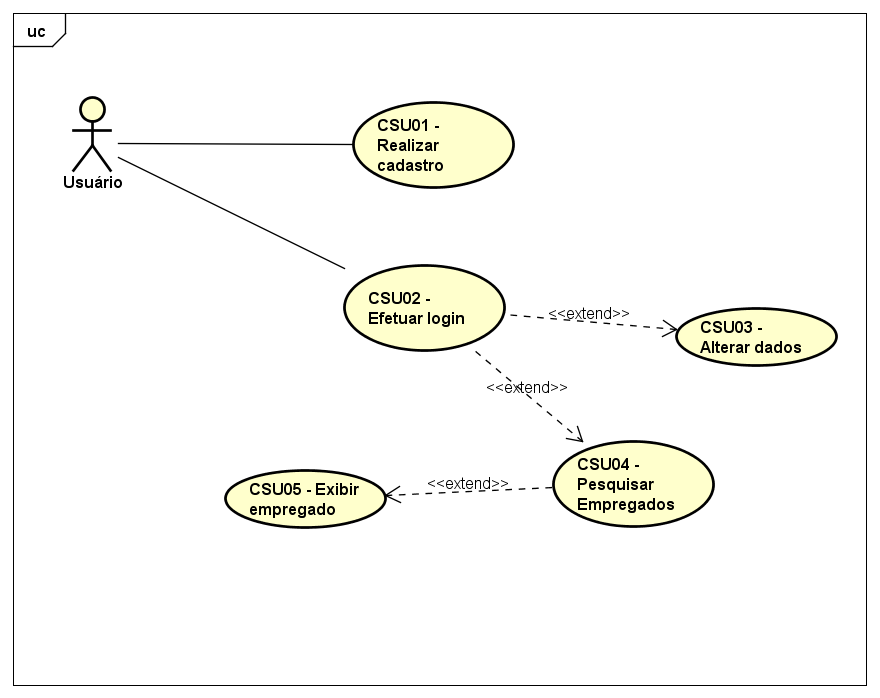 uc
Usuário
CSU01 -
Realizar
cadastro
CSU02 -
Efetuar login
<<extend>>
CSU03 -
Alterar dados
<<extend>>
CSU04 -
Pesquisar
Empregados
<<extend>>
CSU05 - Exibir
empregado